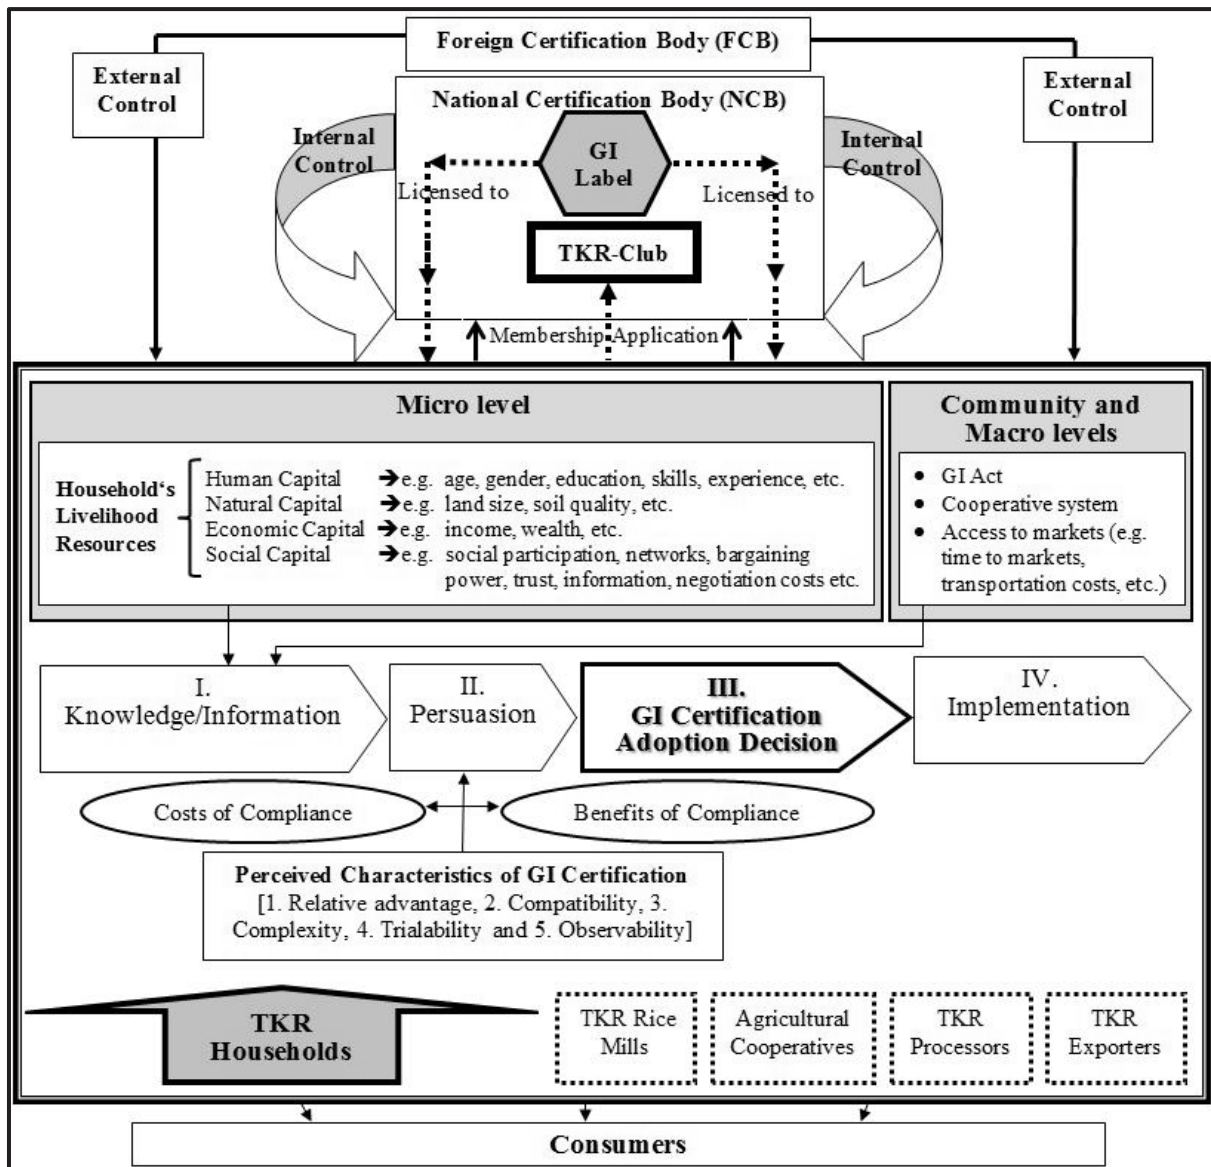 Foreign Certification Body (FCB)
External
Control
External
Control
National Certification Body (NCB)
Internal
Control
Internal
Control
GI
Label
Licensed to
Licensed to
TKR-Club
Membership Application
Micro level
Household‘s
Livelihood
Resources
Human Capital ➔e.g. age, gender, education, skills, experience, etc.
Natural Capital ➔e.g. land size, soil quality, etc.
Economic Capital ➔e.g. income, wealth, etc.
Social Capital ➔e.g. social participation, networks, bargaining
power, trust, information, negotiation costs etc.
Community and
Macro levels
• GI Act
• Cooperative system
• Access to markets (e.g.
time to markets,
transportation costs, etc.)
I.
Knowledge/Information
II.
Persuasion
III.
GI Certification
Adoption Decision
IV.
Implementation
Costs of Compliance
Benefits of Compliance
Perceived Characteristics of GI Certification
[1. Relative advantage, 2. Compatibility, 3.
Complexity, 4. Trialability and 5. Observability]
TKR
Households
TKR Rice
Mills
Agricultural
Cooperatives
TKR
Processors
TKR
Exporters
Consumers